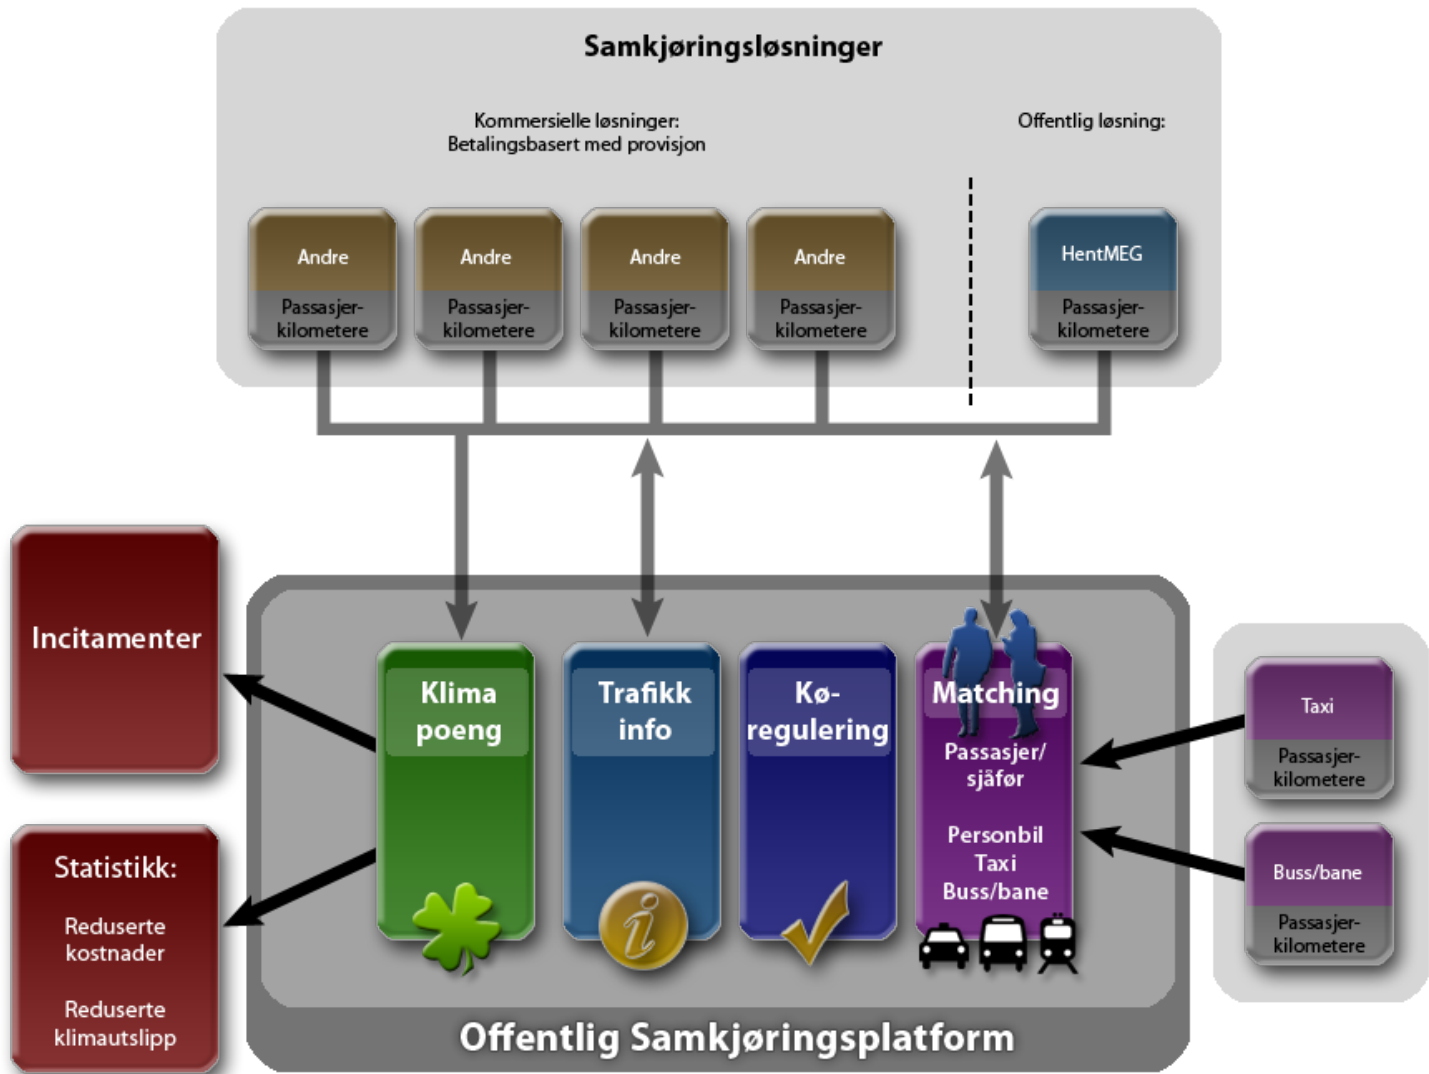 Samkjøringsløsninger
Kommersielle løsninger:
Betalingsbasert med provisjon
Offentlig løsning:
Andre
Passasjer-
kilometere
Andre
Passasjer-
kilometere
Andre
Passasjer-
kilometere
Andre
Passasjer-
kilometere
HentMEG
Passasjer-
kilometere
Incitamenter
Statistikk:
Reduserte
kostnader
Reduserte
klimautslipp
Klima
poeng
Trafikk
info
i
Kø-
regulering
Matching
Passasjer/
sjåfør
Personbil
Taxi
Buss/bane
Taxi
Passasjer-
kilometere
Buss/bane
Passasjer-
kilometere
Offentlig Samkjøringsplatform